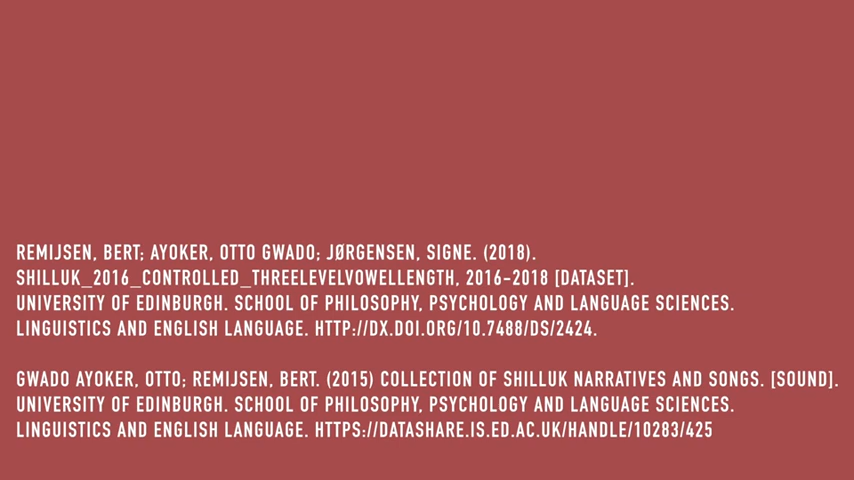 REMIJSEN, BERT; AYOKER, OTTO GWADO; JØRGENSEN, SIGNE. (2018).
SHILLUK_2016_CONTROLLED_THREELEVELVOWELLENGTH, 2016-2018 [DATASET].
UNIVERSITY OF EDINBURGH. SCHOOL OF PHILOSOPHY, PSYCHOLOGY AND LANGUAGE SCIENCES.
LINGUISTICS AND ENGLISH LANGUAGE. HTTP://DX.DOI.ORG/10.7488/DS/2424.
GWADO AYOKER, OTTO; REMIJSEN, BERT. (2015) COLLECTION OF SHILLUK NARRATIVES AND SONGS. [SOUND].
UNIVERSITY OF EDINBURGH. SCHOOL OF PHILOSOPHY, PSYCHOLOGY AND LANGUAGE SCIENCES.
LINGUISTICS AND ENGLISH LANGUAGE. HTTPS://DATASHARE.IS.ED.AC.UK/HANDLE/10283/425